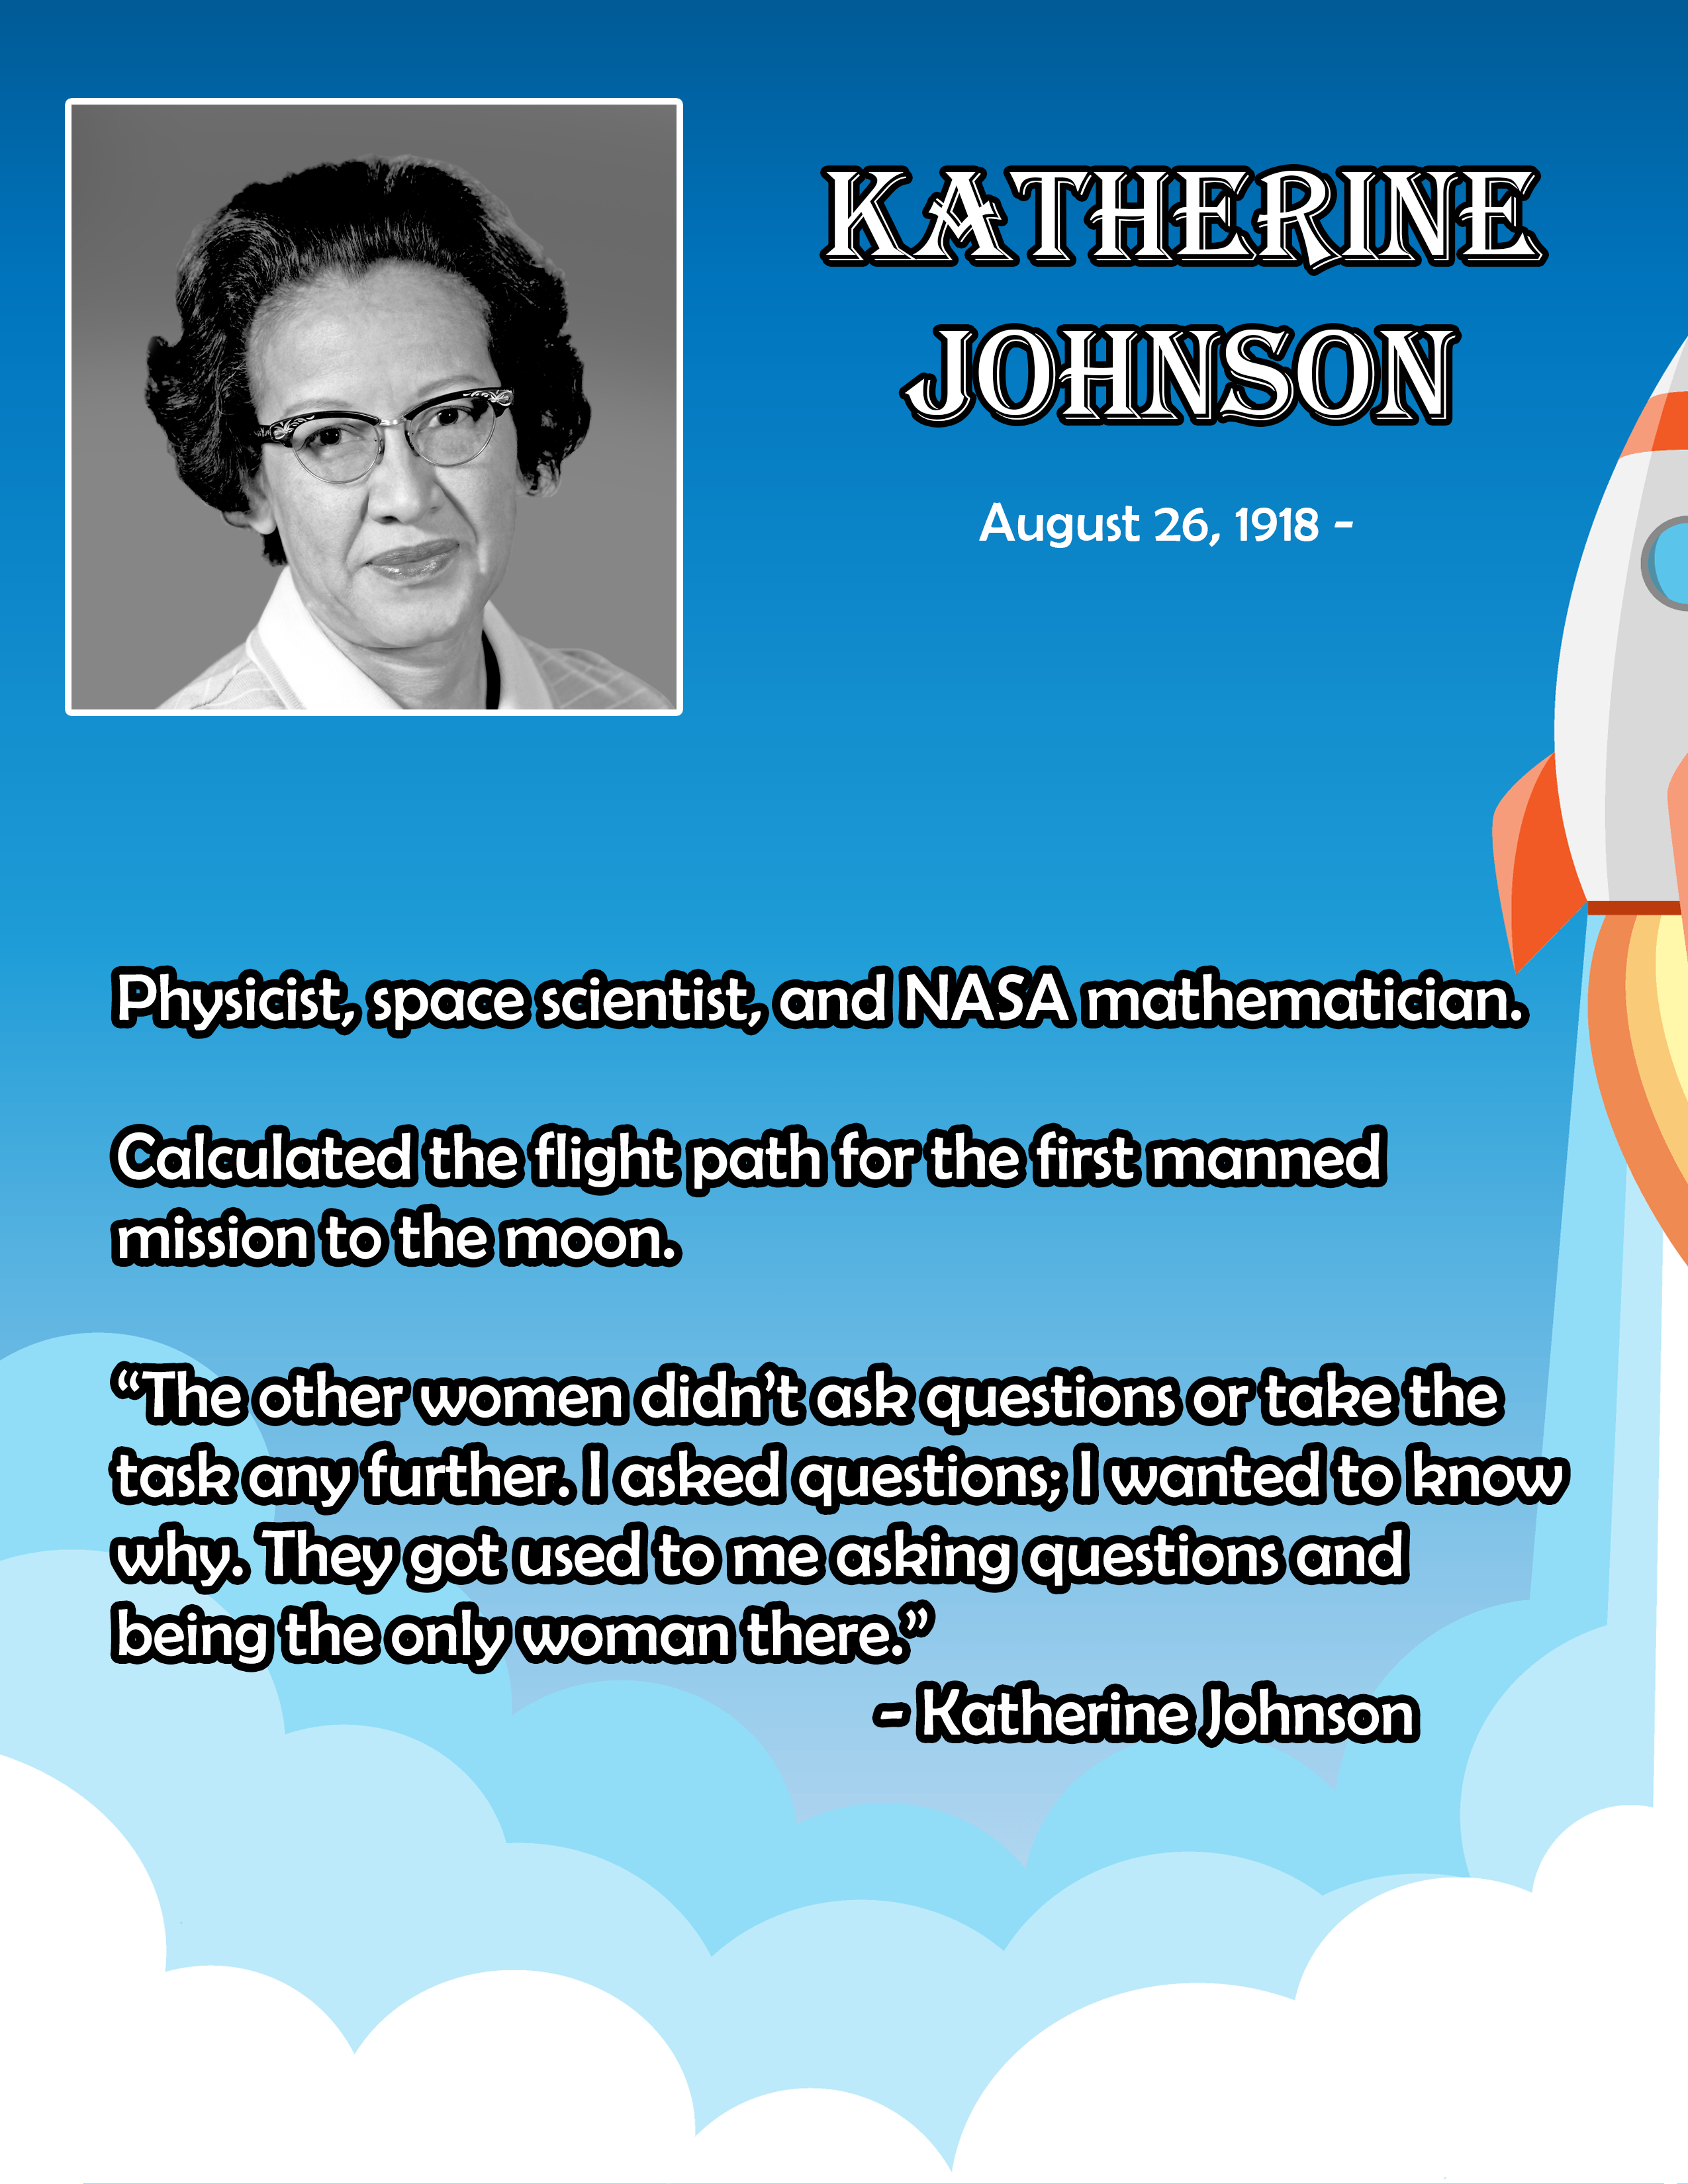 KATHERINE
JOHNSON
August 26, 1918 -
Physicist, space scientist, and NASA mathematician.
Calculated the flight path for the first manned
mission to the moon.
“The other women didn’t ask questions or take the
task any further. I asked questions; I wanted to know
why. They got used to me asking questions and
being the only woman there.”
- Katherine Johnson